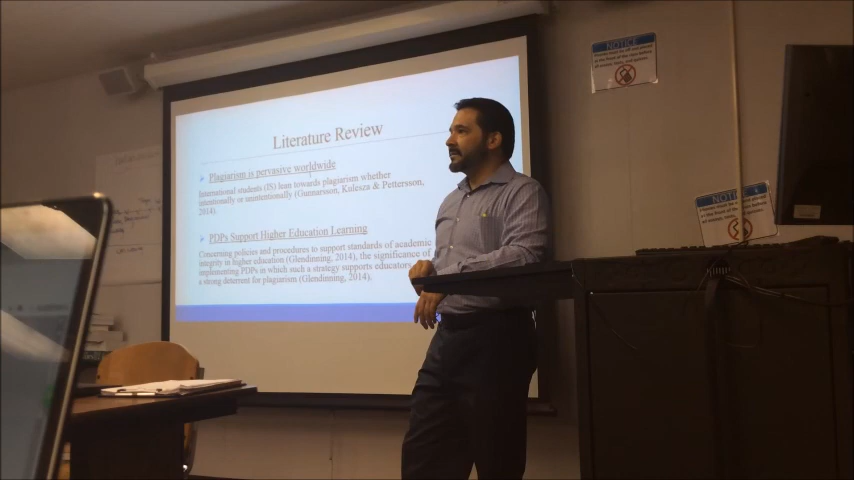 Literature Review
Plagiarism is pervasive worldwide
International students (IS) lean towards plagiarism whether
intentionally or unintentionally (Gunnarsson, Kulesza & Pettersson,
2014).
PDPs Support Higher Education Learning
Concerning policies and procedures to support standards of academic
integrity in higher education (Glendinning, 2014), the significance of
implementing PDPs in which such a strategy supports educators
a strong deterrent for plagiarism (Glendinning, 2014).
NOTICE
Phones must be
NOTICE